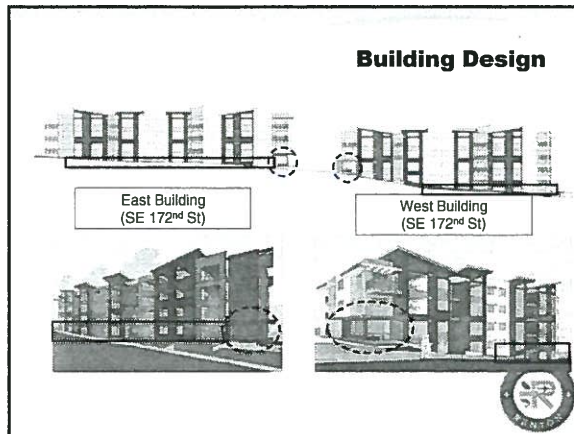 Building Design
East Building
(SE 172nd St)
West Building
(SE 172nd St)
RENTON